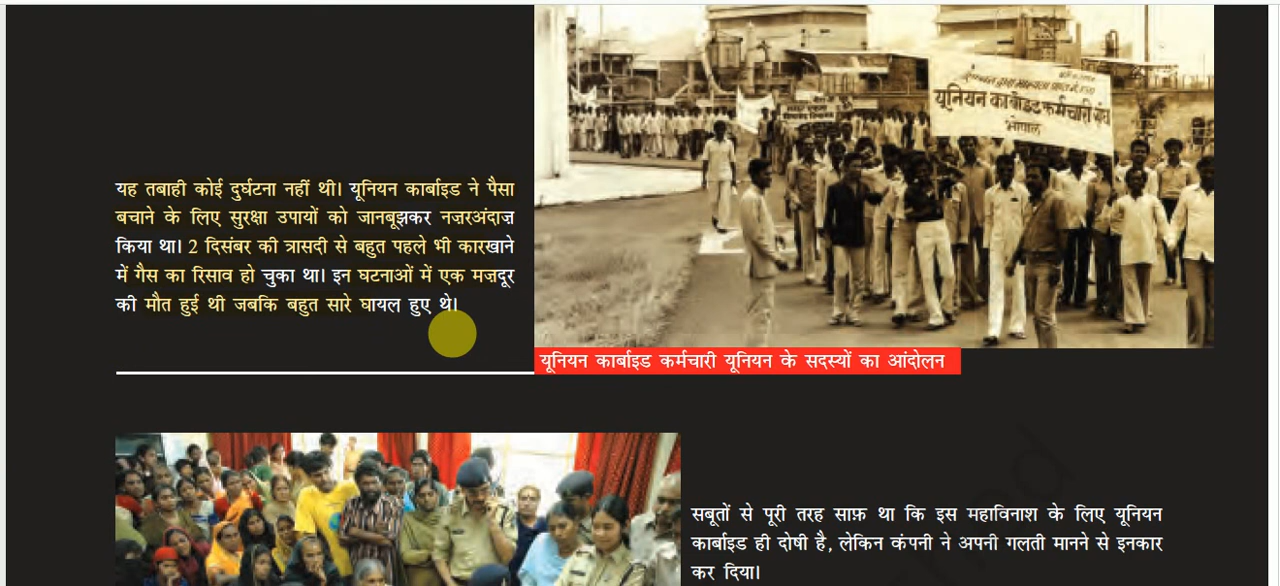 यूनियन कार्बाइड कर्मचारी संघ
भोपाल
यह तबाही कोई दुर्घटना नहीं थी। यूनियन कार्बाइड ने पैसा
बचाने के लिए सुरक्षा उपायों को जानबूझकर नज़रअंदाज
किया था। 2 दिसंबर की त्रासदी से बहुत पहले भी कारखाने
में गैस का रिसाव हो चुका था। इन घटनाओं में एक मज़दूर
की मौत हुई थी जबकि बहुत सारे घायल हुए थे।
यूनियन कार्बाइड कर्मचारी यूनियन के सदस्यों का आंदोलन
सबूतों से पूरी तरह साफ़ था कि इस महाविनाश के लिए यूनियन
कार्बाइड ही दोषी है, लेकिन कंपनी ने अपनी गलती मानने से इनकार
कर दिया।